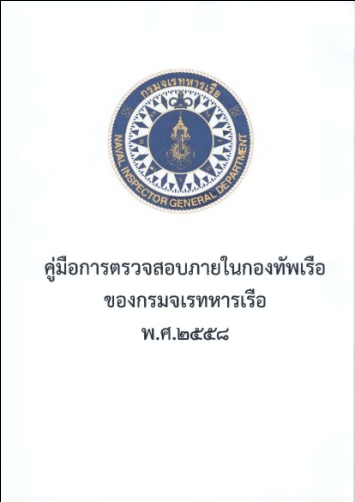 กรมจเรทหารเรือ
NAVAL INSPECTOR GENERAL DEPARTMENT
คู่มือการตรวจสอบภายในกองทัพเรือ
ของกรมจเรทหารเรือ
พ.ศ.๒๕๕๘